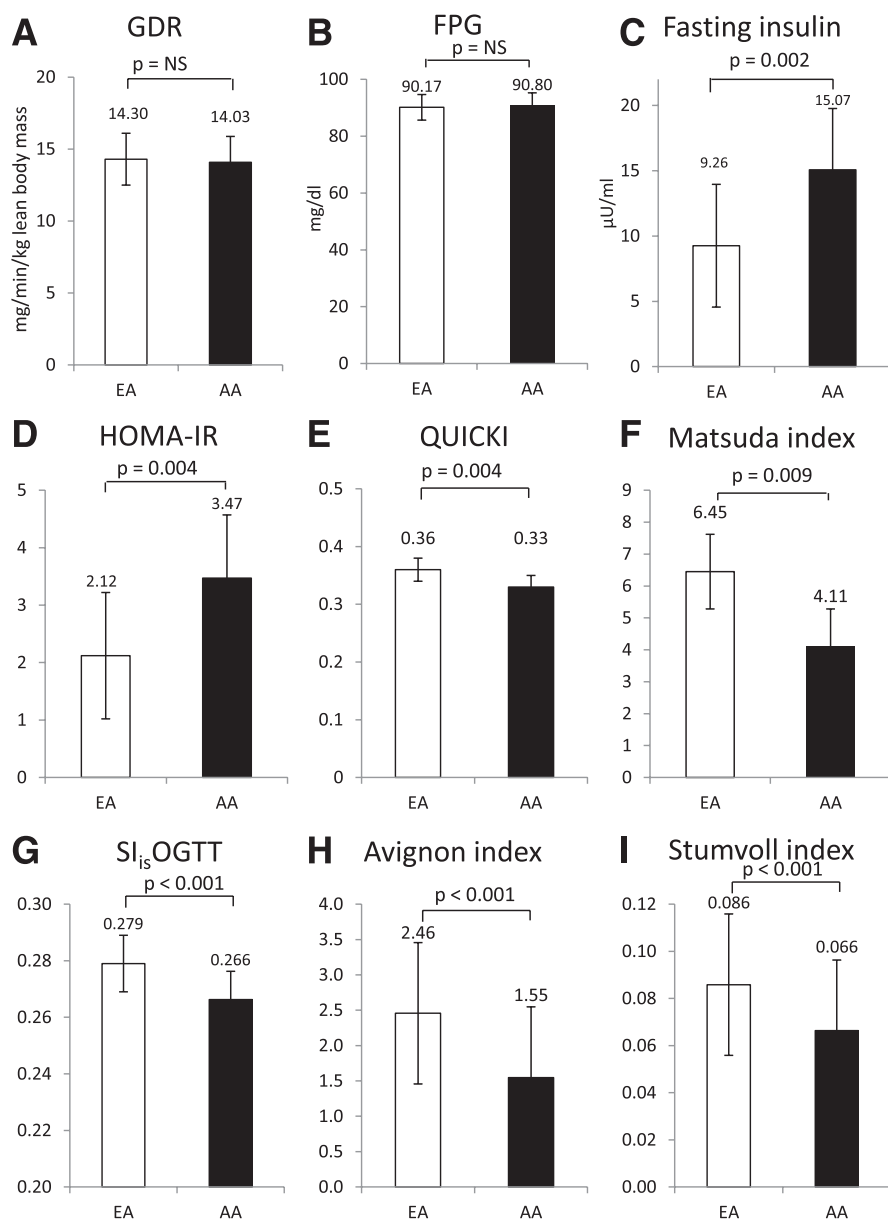 A GDR
p = NS
20
15
10
5
0
mg/min/kg lean body mass
14.30
14.03
EA AA
B FPG
p = NS
100
80
60
40
20
0
mg/dl
90.17
90.80
EA AA
C Fasting insulin
p = 0.002
20
15
10
5
0
µU/ml
9.26
15.07
EA AA
D HOMA-IR
p = 0.004
5
4
3
2
1
0
2.12
3.47
EA AA
E QUICKI
p = 0.004
0.5
0.4
0.3
0.2
0.1
0
0.36
0.33
EA AA
F Matsuda index
p = 0.009
9
8
7
6
5
4
3
2
1
0
6.45
4.11
EA AA
G SIisOGTT
p < 0.001
0.30
0.28
0.26
0.24
0.22
0.20
0.279
0.266
EA AA
H Avignon index
p < 0.001
4.0
3.5
3.0
2.5
2.0
1.5
1.0
0.5
0.0
2.46
1.55
EA AA
I Stumvoll index
p < 0.001
0.12
0.10
0.08
0.06
0.04
0.02
0.00
0.086
0.066
EA AA